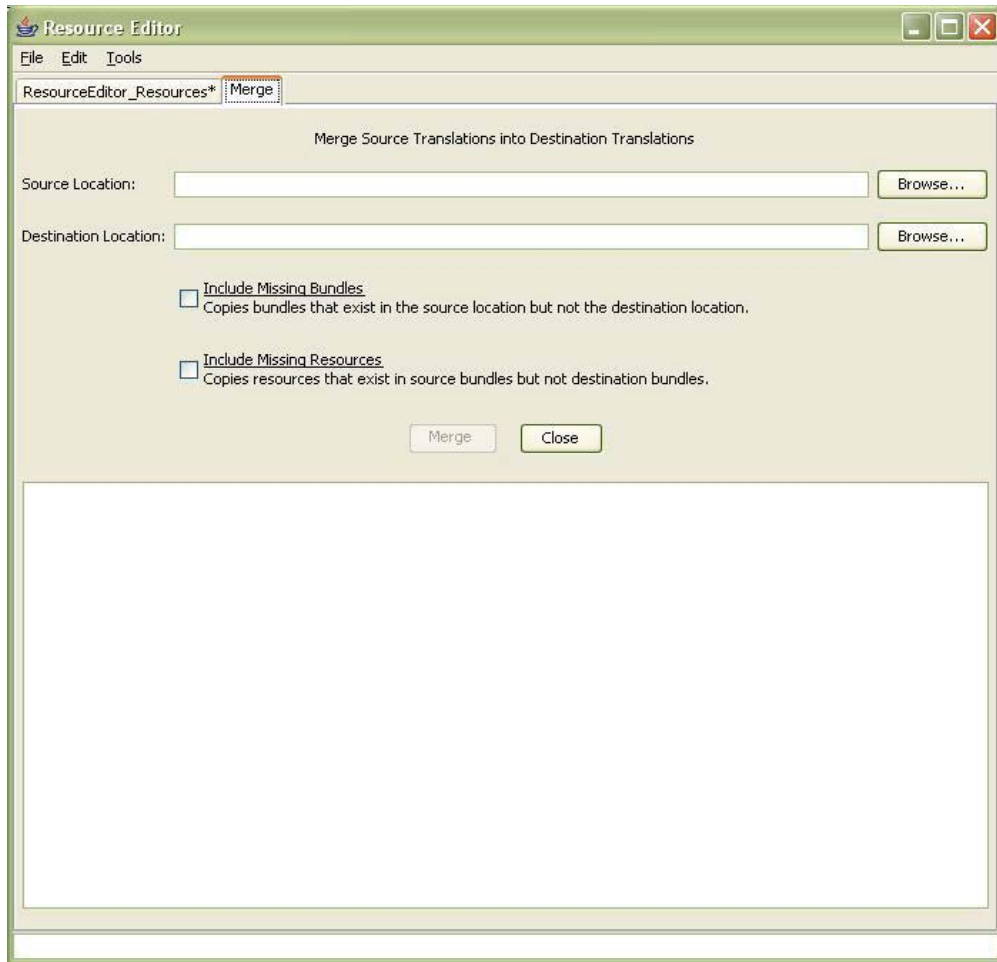 Resource Editor
File Edit Tools
ResourceEditor_Resources* Merge
Merge Source Translations into Destination Translations
Source Location: Browse...
Destination Location: Browse...
Include Missing Bundles
Copies bundles that exist in the source location but not the destination location.
Include Missing Resources
Copies resources that exist in source bundles but not destination bundles.
Merge Close